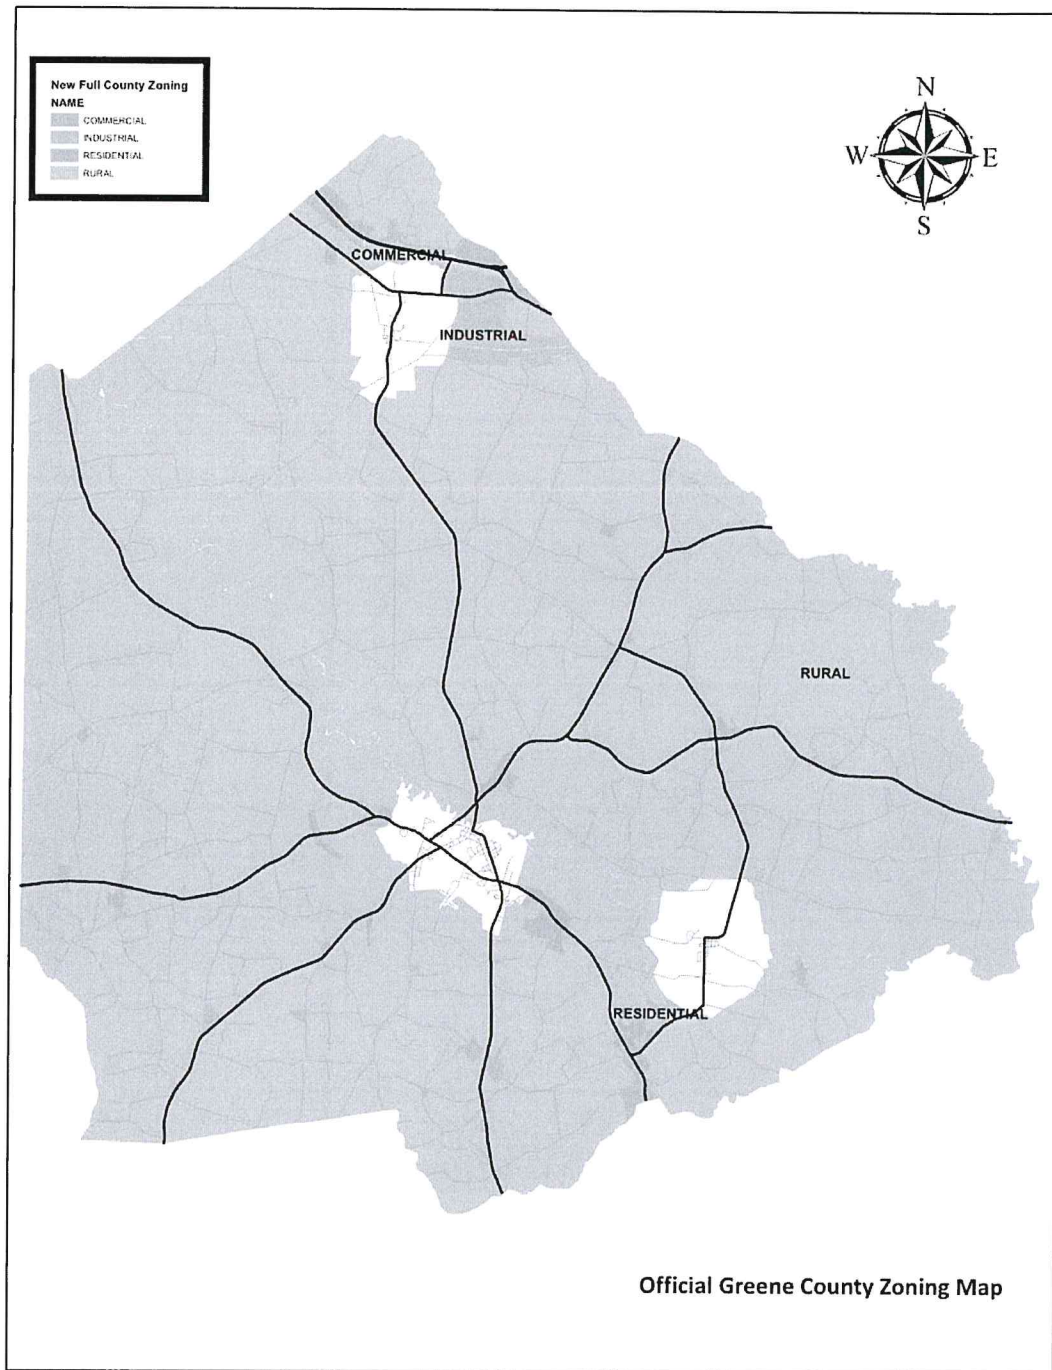 New Full County Zoning
NAME
COMMERCIAL
INDUSTRIAL
RESIDENTIAL
RURAL
N
W E
S
COMMERCIAL
INDUSTRIAL
RURAL
RESIDENTIAL
Official Greene County Zoning Map